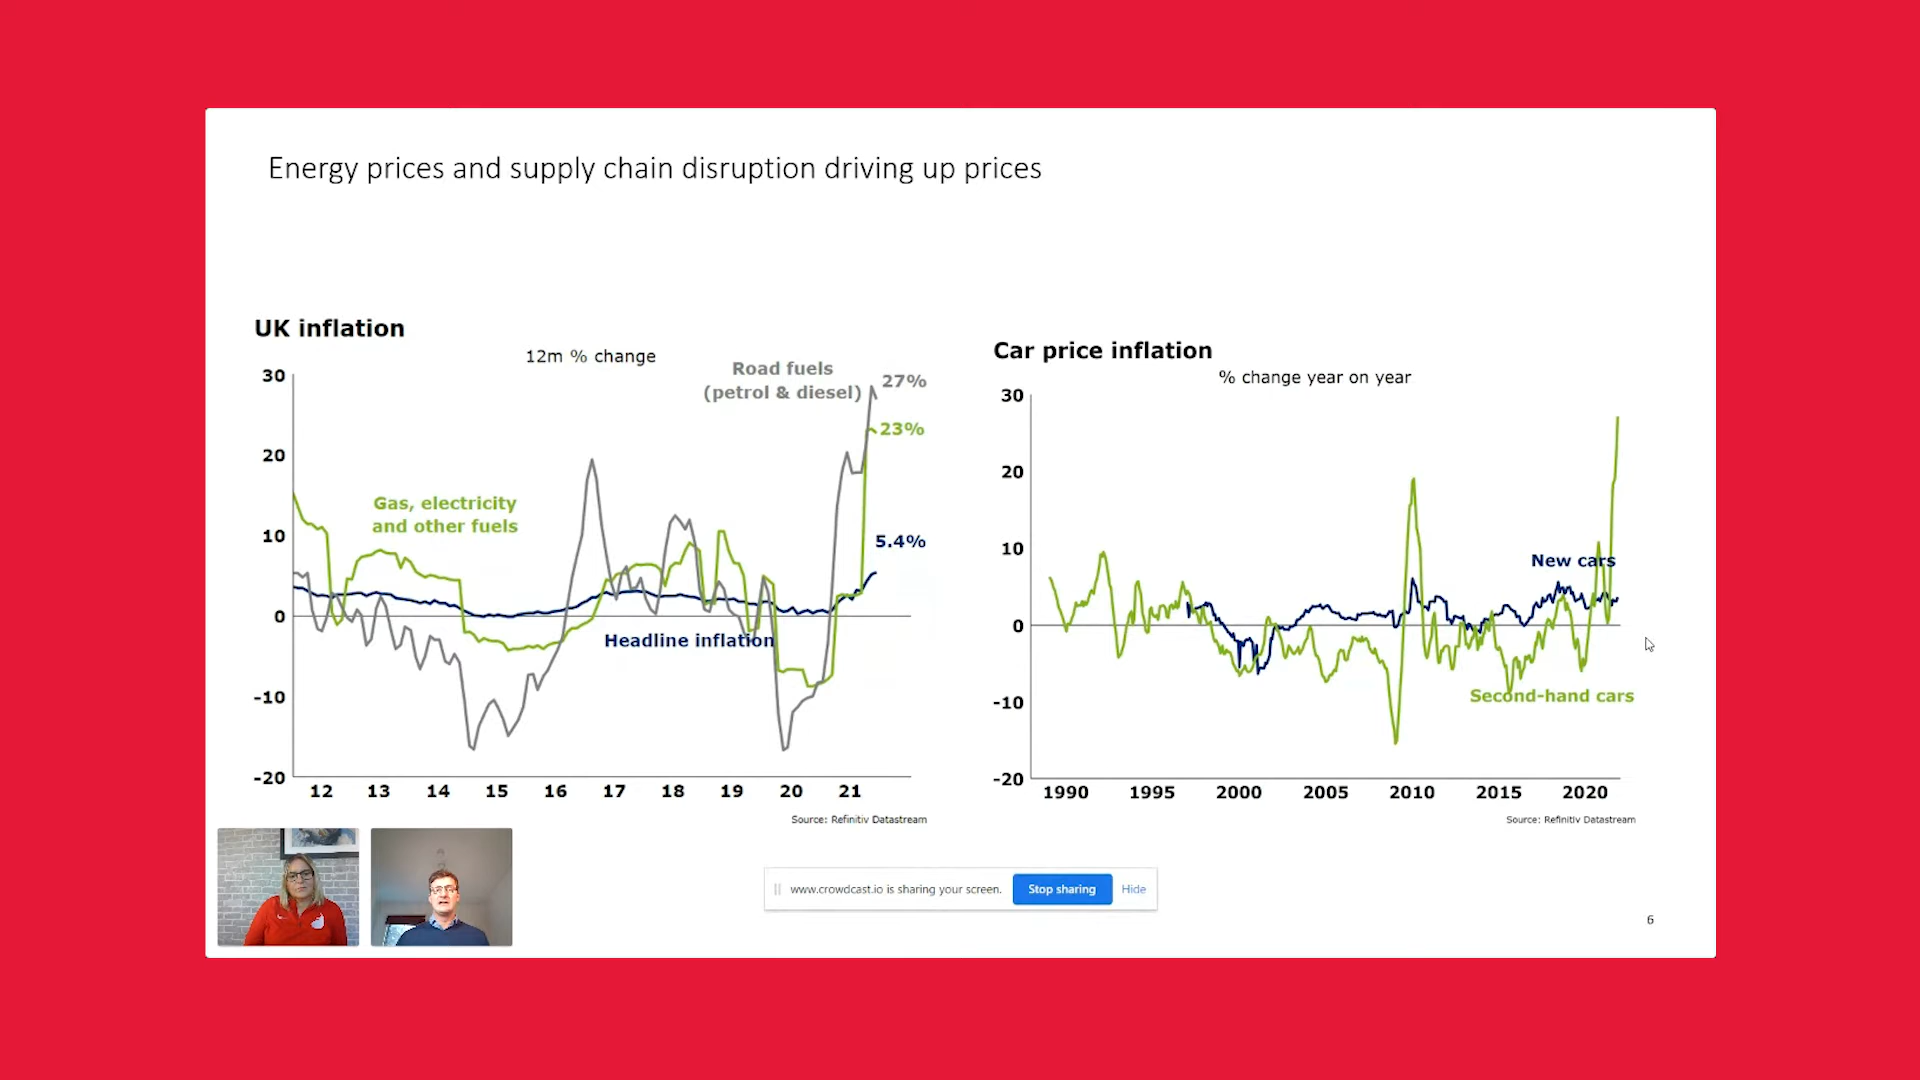 Energy prices and supply chain disruption driving up prices
UK inflation
12m % change
Road fuels
(petrol & diesel)
27%
23%
5.4%
Gas, electricity
and other fuels
Headline inflation
30
20
10
0
-10
-20
12 13 14 15 16 17 18 19 20 21
Source: Refinitiv Datastream
Car price inflation
% change year on year
30
20
10
0
-10
-20
New cars
Second-hand cars
1990 1995 2000 2005 2010 2015 2020
Source: Refinitiv Datastream
www.crowdcast.io is sharing your screen.
Stop sharing
Hide
6